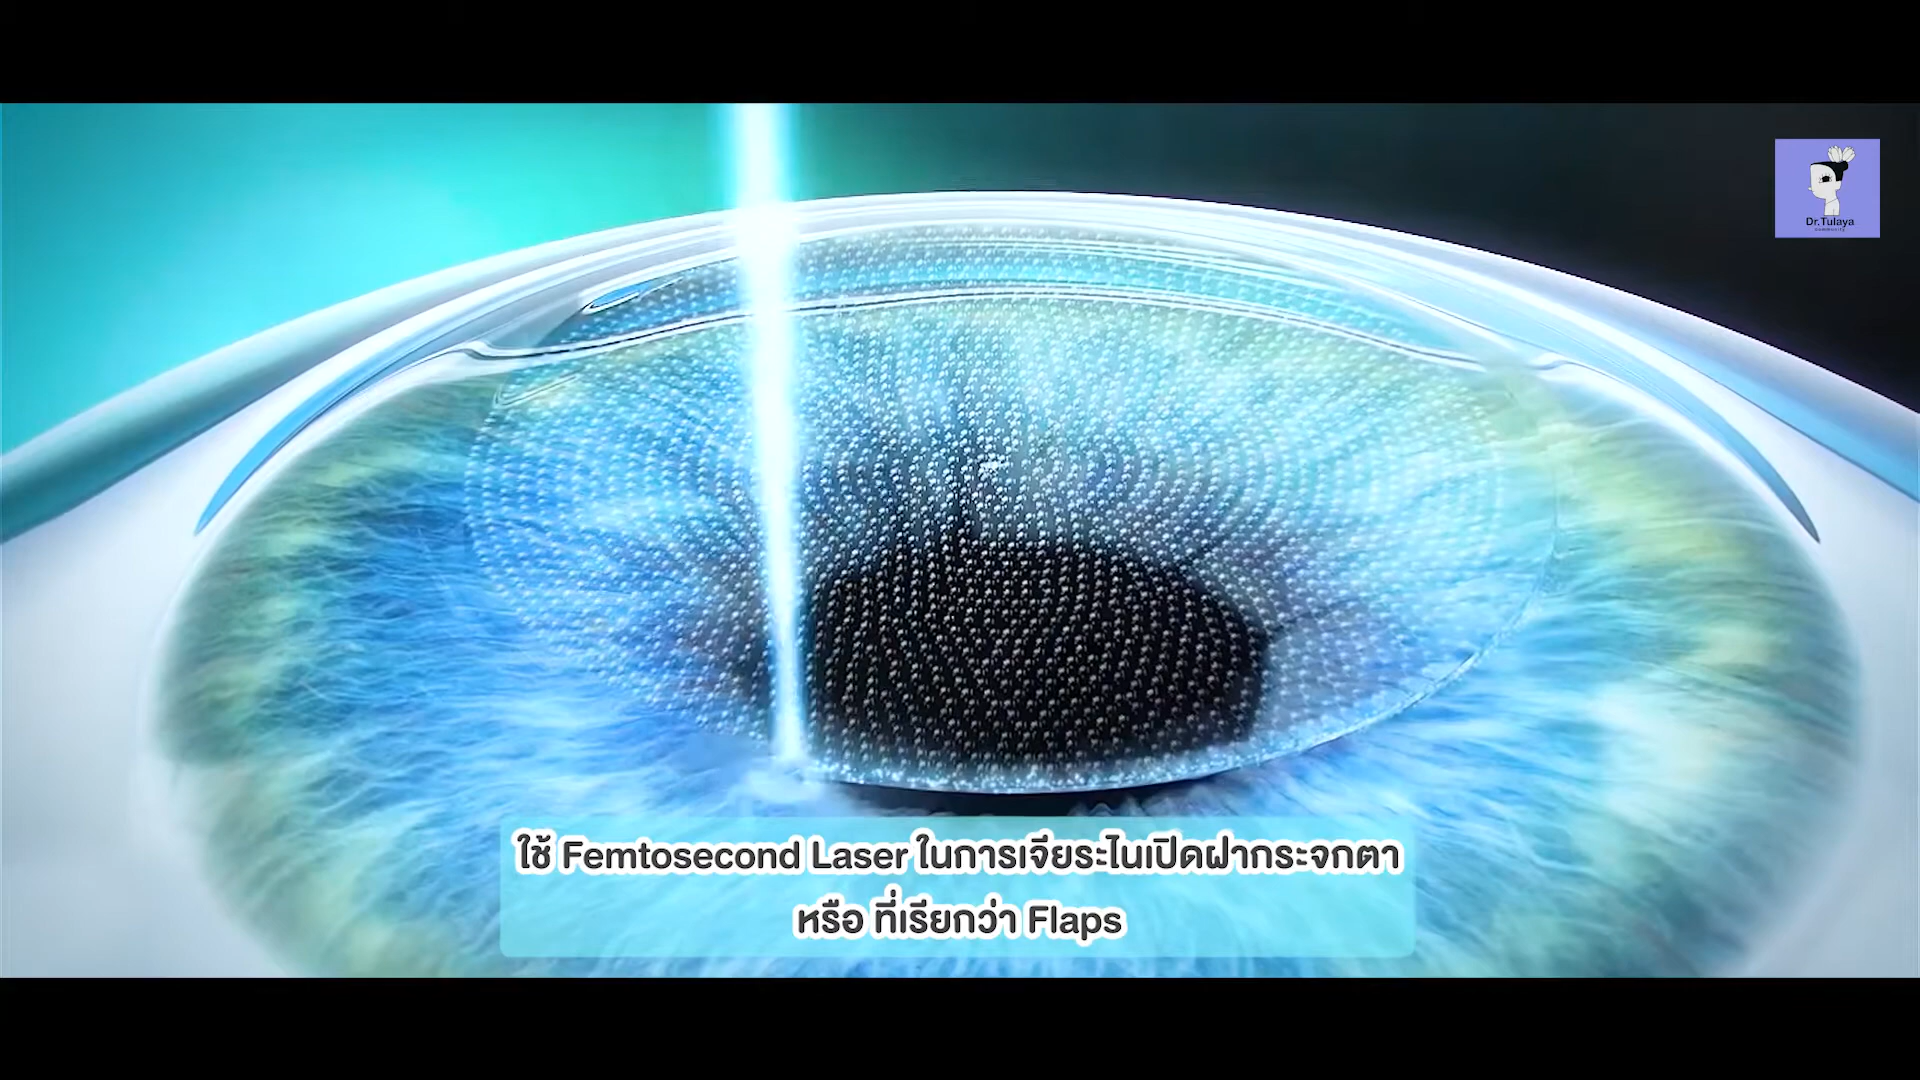 Dr.Tulaya
ใช้ Femtosecond Laser ในการเจียระไนเปิดฝากระจกตา
หรือ ที่เรียกว่า Flaps